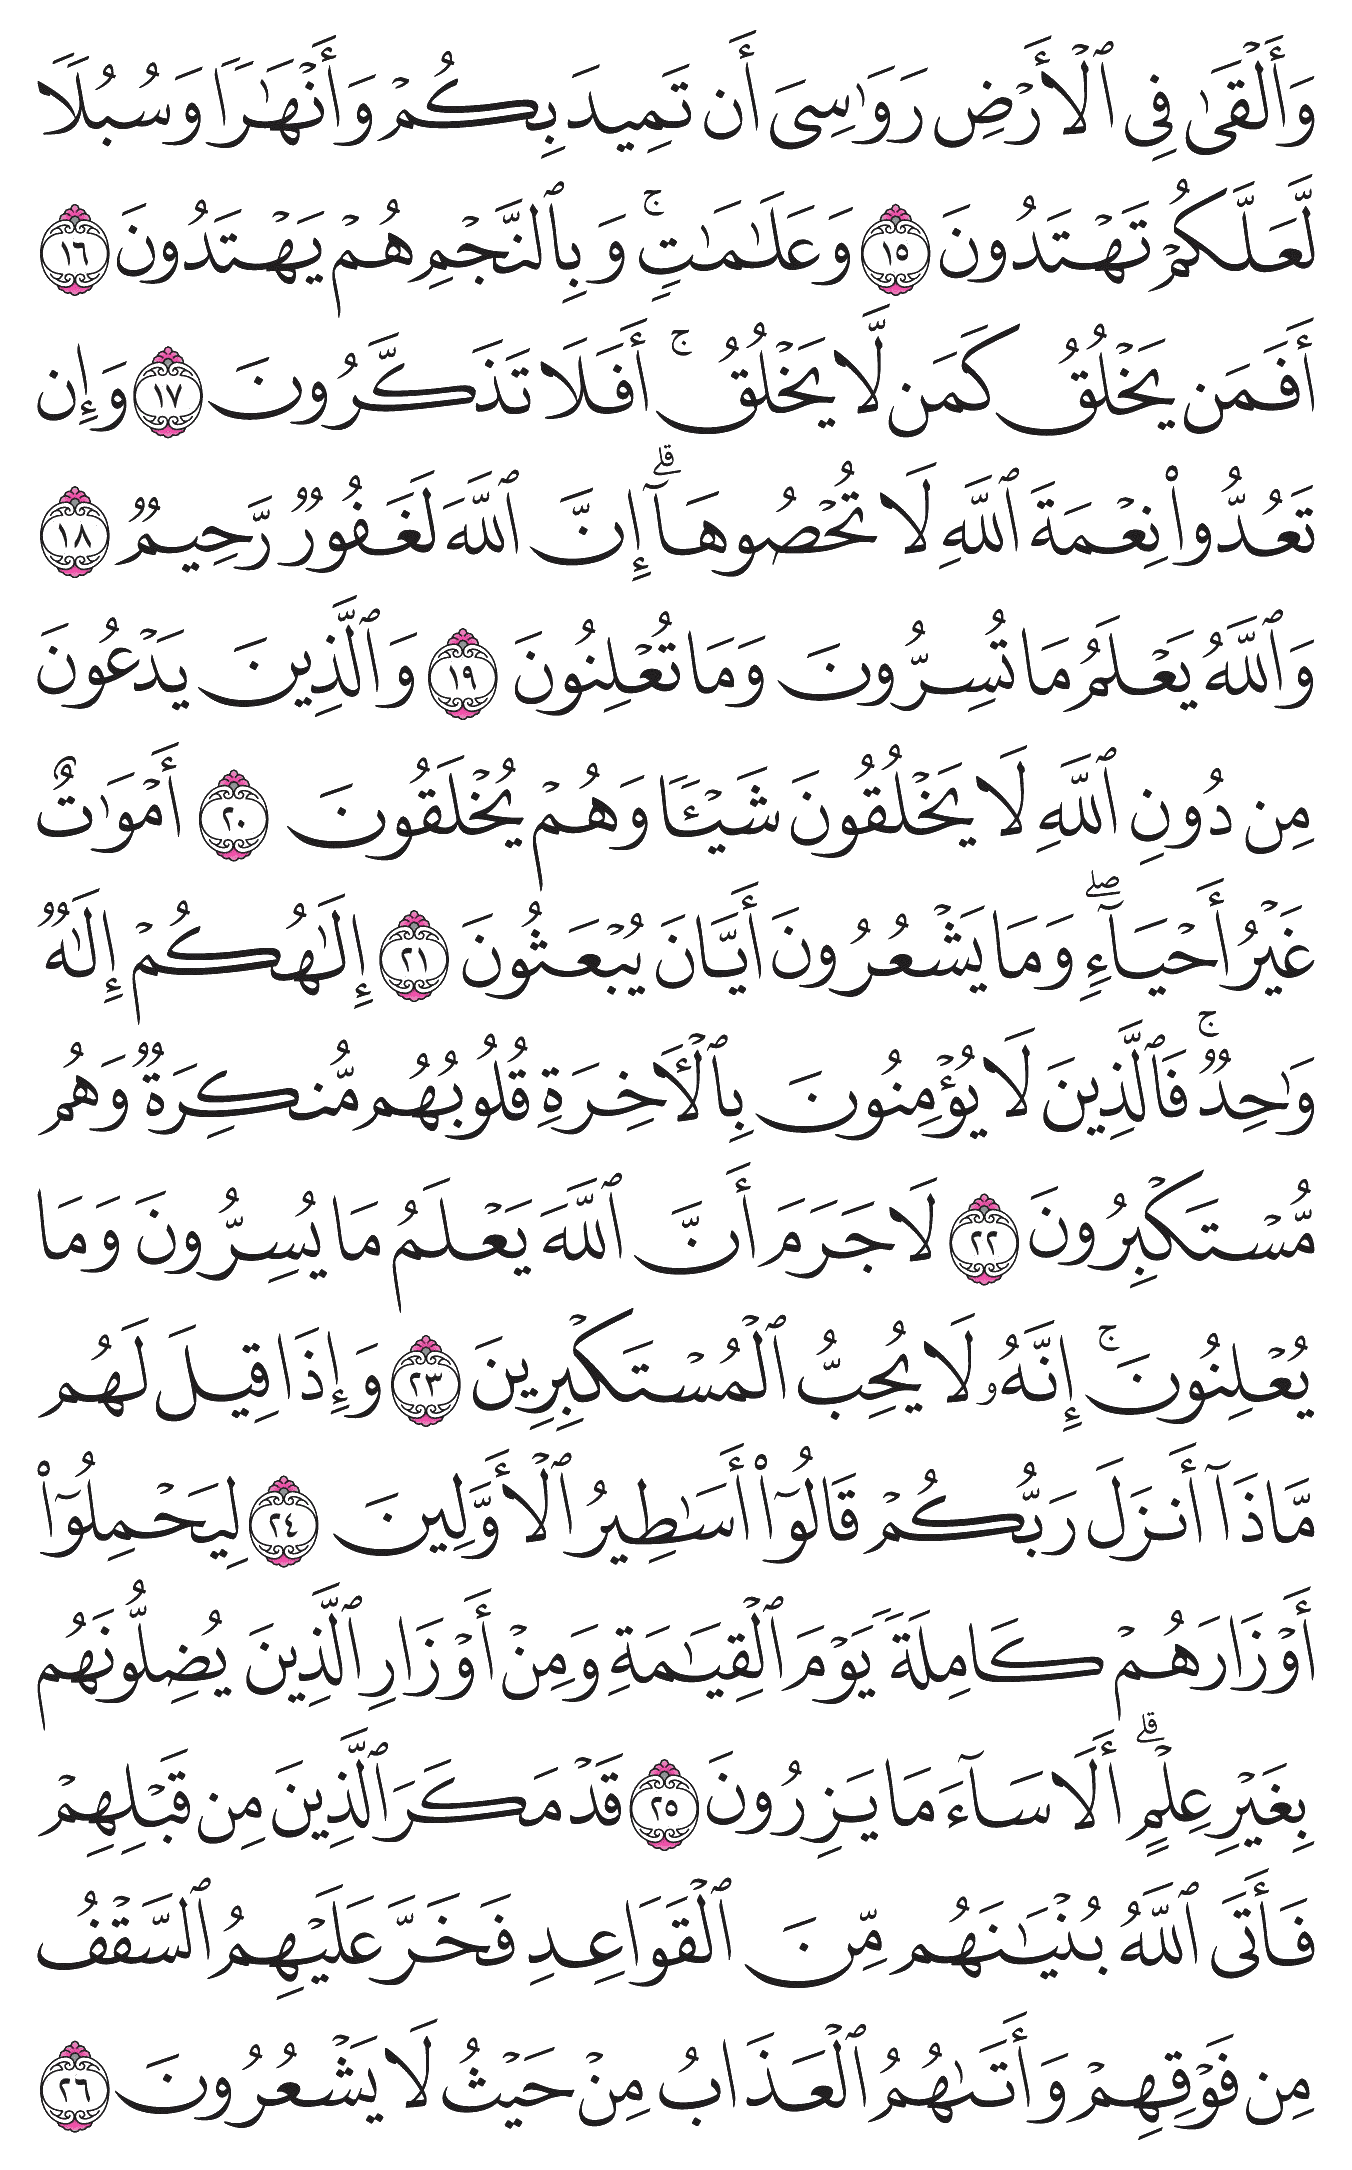 وَأَلۡقَىٰ فِي ٱلۡأَرۡضِ رَوَٰسِيَ أَن تَمِيدَ بِكُمۡ وَأَنۡهَٰرٗا وَسُبُلٗا
لَّعَلَّكُمۡ تَهۡتَدُونَ ١٥ وَعَلَٰمَٰتٖۚ وَبِٱلنَّجۡمِ هُمۡ يَهۡتَدُونَ ١٦
أَفَمَن يَخۡلُقُ كَمَن لَّا يَخۡلُقُۚ أَفَلَا تَذَكَّرُونَ ١٧ وَإِن
تَعُدُّواْ نِعۡمَةَ ٱللَّهِ لَا تُحۡصُوهَآۗ إِنَّ ٱللَّهَ لَغَفُورٞ رَّحِيمٞ ١٨
وَٱللَّهُ يَعۡلَمُ مَا تُسِرُّونَ وَمَا تُعۡلِنُونَ ١٩ وَٱلَّذِينَ يَدۡعُونَ
مِن دُونِ ٱللَّهِ لَا يَخۡلُقُونَ شَيۡـٔٗا وَهُمۡ يُخۡلَقُونَ ٢٠ أَمۡوَٰتٌ
غَيۡرُ أَحۡيَآءٖۖ وَمَا يَشۡعُرُونَ أَيَّانَ يُبۡعَثُونَ ٢١ إِلَٰهُكُمۡ إِلَٰهٞ
وَٰحِدٞۚ فَٱلَّذِينَ لَا يُؤۡمِنُونَ بِٱلۡأٓخِرَةِ قُلُوبُهُم مُّنكِرَةٞ وَهُم
مُّسۡتَكۡبِرُونَ ٢٢ لَا جَرَمَ أَنَّ ٱللَّهَ يَعۡلَمُ مَا يُسِرُّونَ وَمَا
يُعۡلِنُونَۚ إِنَّهُۥ لَا يُحِبُّ ٱلۡمُسۡتَكۡبِرِينَ ٢٣ وَإِذَا قِيلَ لَهُم
مَّاذَآ أَنزَلَ رَبُّكُمۡ قَالُوٓاْ أَسَٰطِيرُ ٱلۡأَوَّلِينَ ٢٤ لِيَحۡمِلُوٓاْ
أَوۡزَارَهُمۡ كَامِلَةٗ يَوۡمَ ٱلۡقِيَٰمَةِ وَمِنۡ أَوۡزَارِ ٱلَّذِينَ يُضِلُّونَهُم
بِغَيۡرِ عِلۡمٍۗ أَلَا سَآءَ مَا يَزِرُونَ ٢٥ قَدۡ مَكَرَ ٱلَّذِينَ مِن قَبۡلِهِمۡ
فَأَتَى ٱللَّهُ بُنۡيَٰنَهُم مِّنَ ٱلۡقَوَاعِدِ فَخَرَّ عَلَيۡهِمُ ٱلسَّقۡفُ
مِن فَوۡقِهِمۡ وَأَتَىٰهُمُ ٱلۡعَذَابُ مِنۡ حَيۡثُ لَا يَشۡعُرُونَ ٢٦